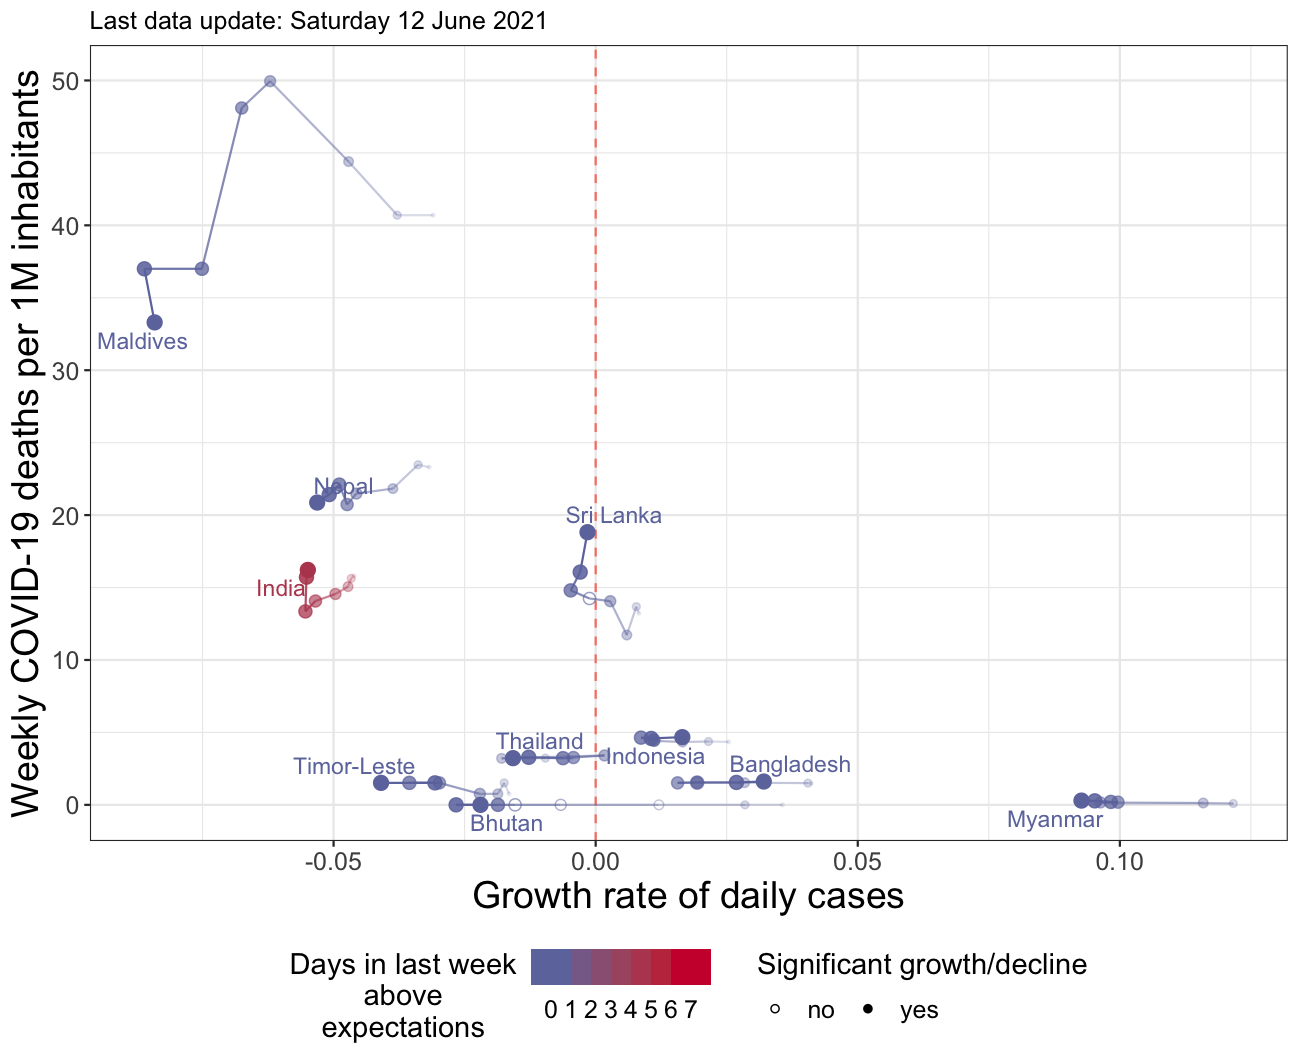 Last data update: Saturday 12 June 2021
Weekly COVID-19 deaths per 1M inhabitants
50
40
30
20
10
0
Maldives
Nepal
Sri Lanka
India
Thailand
Indonesia
Timor-Leste
Bangladesh
Bhutan
Myanmar
-0.05
0.00
0.05
0.10
Growth rate of daily cases
Days in last week
above
expectations
0 1 2 3 4 5 6 7
Significant growth/decline
no
yes